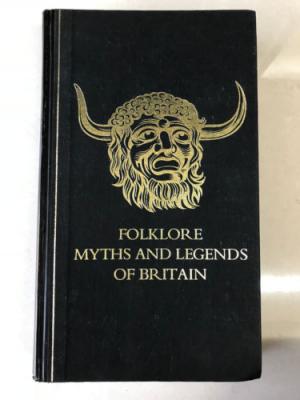 FOLKLORE
MYTHS AND LEGENDS
OF BRITAIN